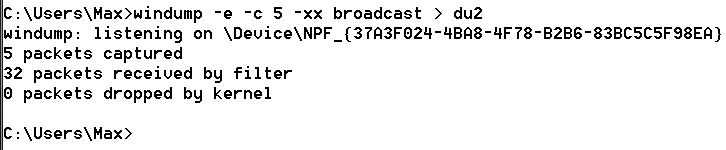 C:\Users\Max>windump -e -c 5 -xx broadcast > du2
windump: listening on \Device\NPF_{37A3F024-4BA8-4F78-B2B6-83BC5C5F98EA}
5 packets captured
32 packets received by filter
0 packets dropped by kernel
C:\Users\Max>